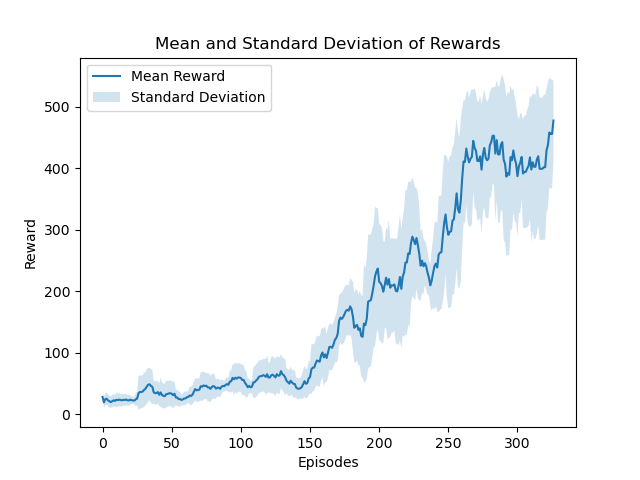 Mean and Standard Deviation of Rewards
Mean Reward
Standard Deviation
500
400
300
200
100
0
Reward
0 50 100 150 200 250 300
Episodes